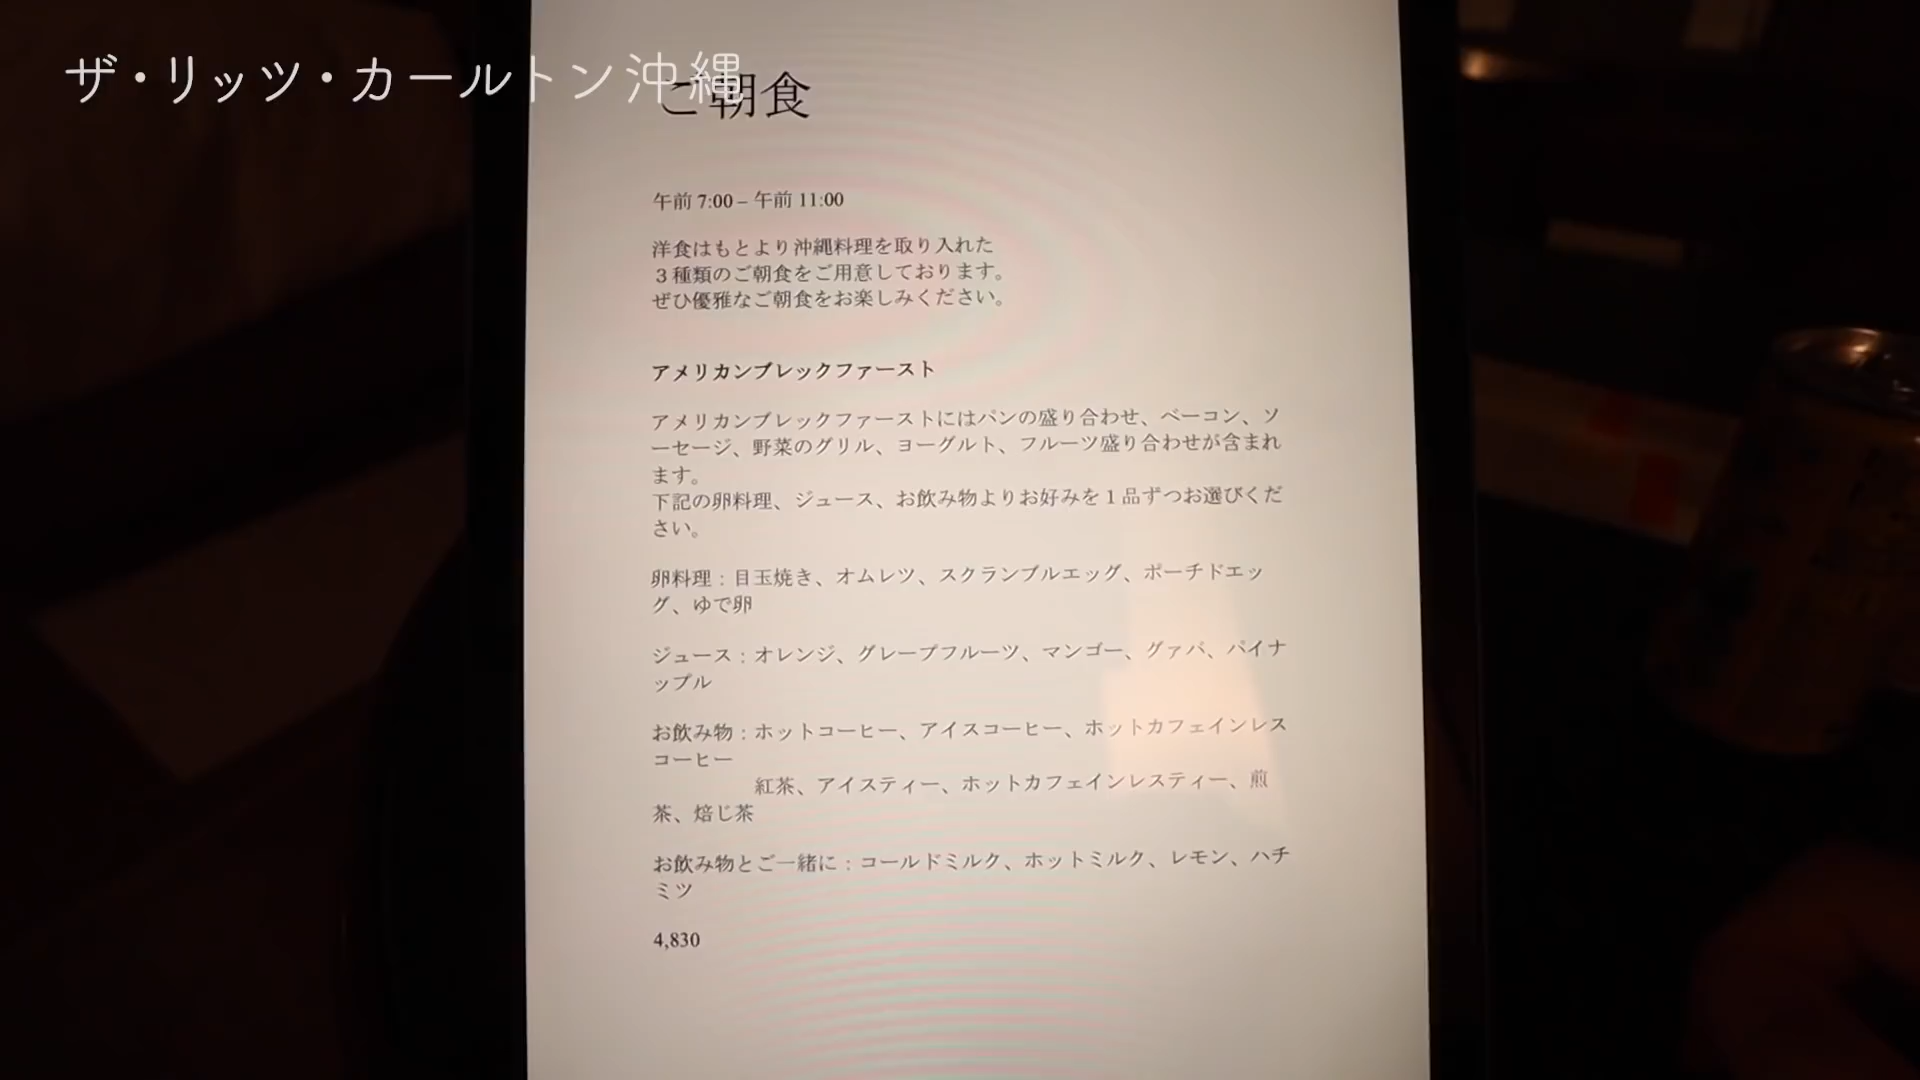 ザ・リッツ・カールトン沖縄
ご朝食
午前 7:00 – 午前 11:00
洋食はもとより沖縄料理を取り入れた
３種類のご朝食をご用意しております。
ぜひ優雅なご朝食をお楽しみください。
アメリカンブレックファースト
アメリカンブレックファーストにはパンの盛り合わせ、ベーコン、ソ
ーセージ、野菜のグリル、ヨーグルト、フルーツ盛り合わせが含まれ
ます。
下記の卵料理、ジュース、お飲み物よりお好みを１品ずつお選びくだ
さい。
卵料理：目玉焼き、オムレツ、スクランブルエッグ、ポーチドエッ
グ、ゆで卵
ジュース：オレンジ、グレープフルーツ、マンゴー、グァバ、パイナ
ップル
お飲み物：ホットコーヒー、アイスコーヒー、ホットカフェインレス
コーヒー
紅茶、アイスティー、ホットカフェインレスティー、煎
茶、焙じ茶
お飲み物とご一緒に：コールドミルク、ホットミルク、レモン、ハチ
ミツ
4,830